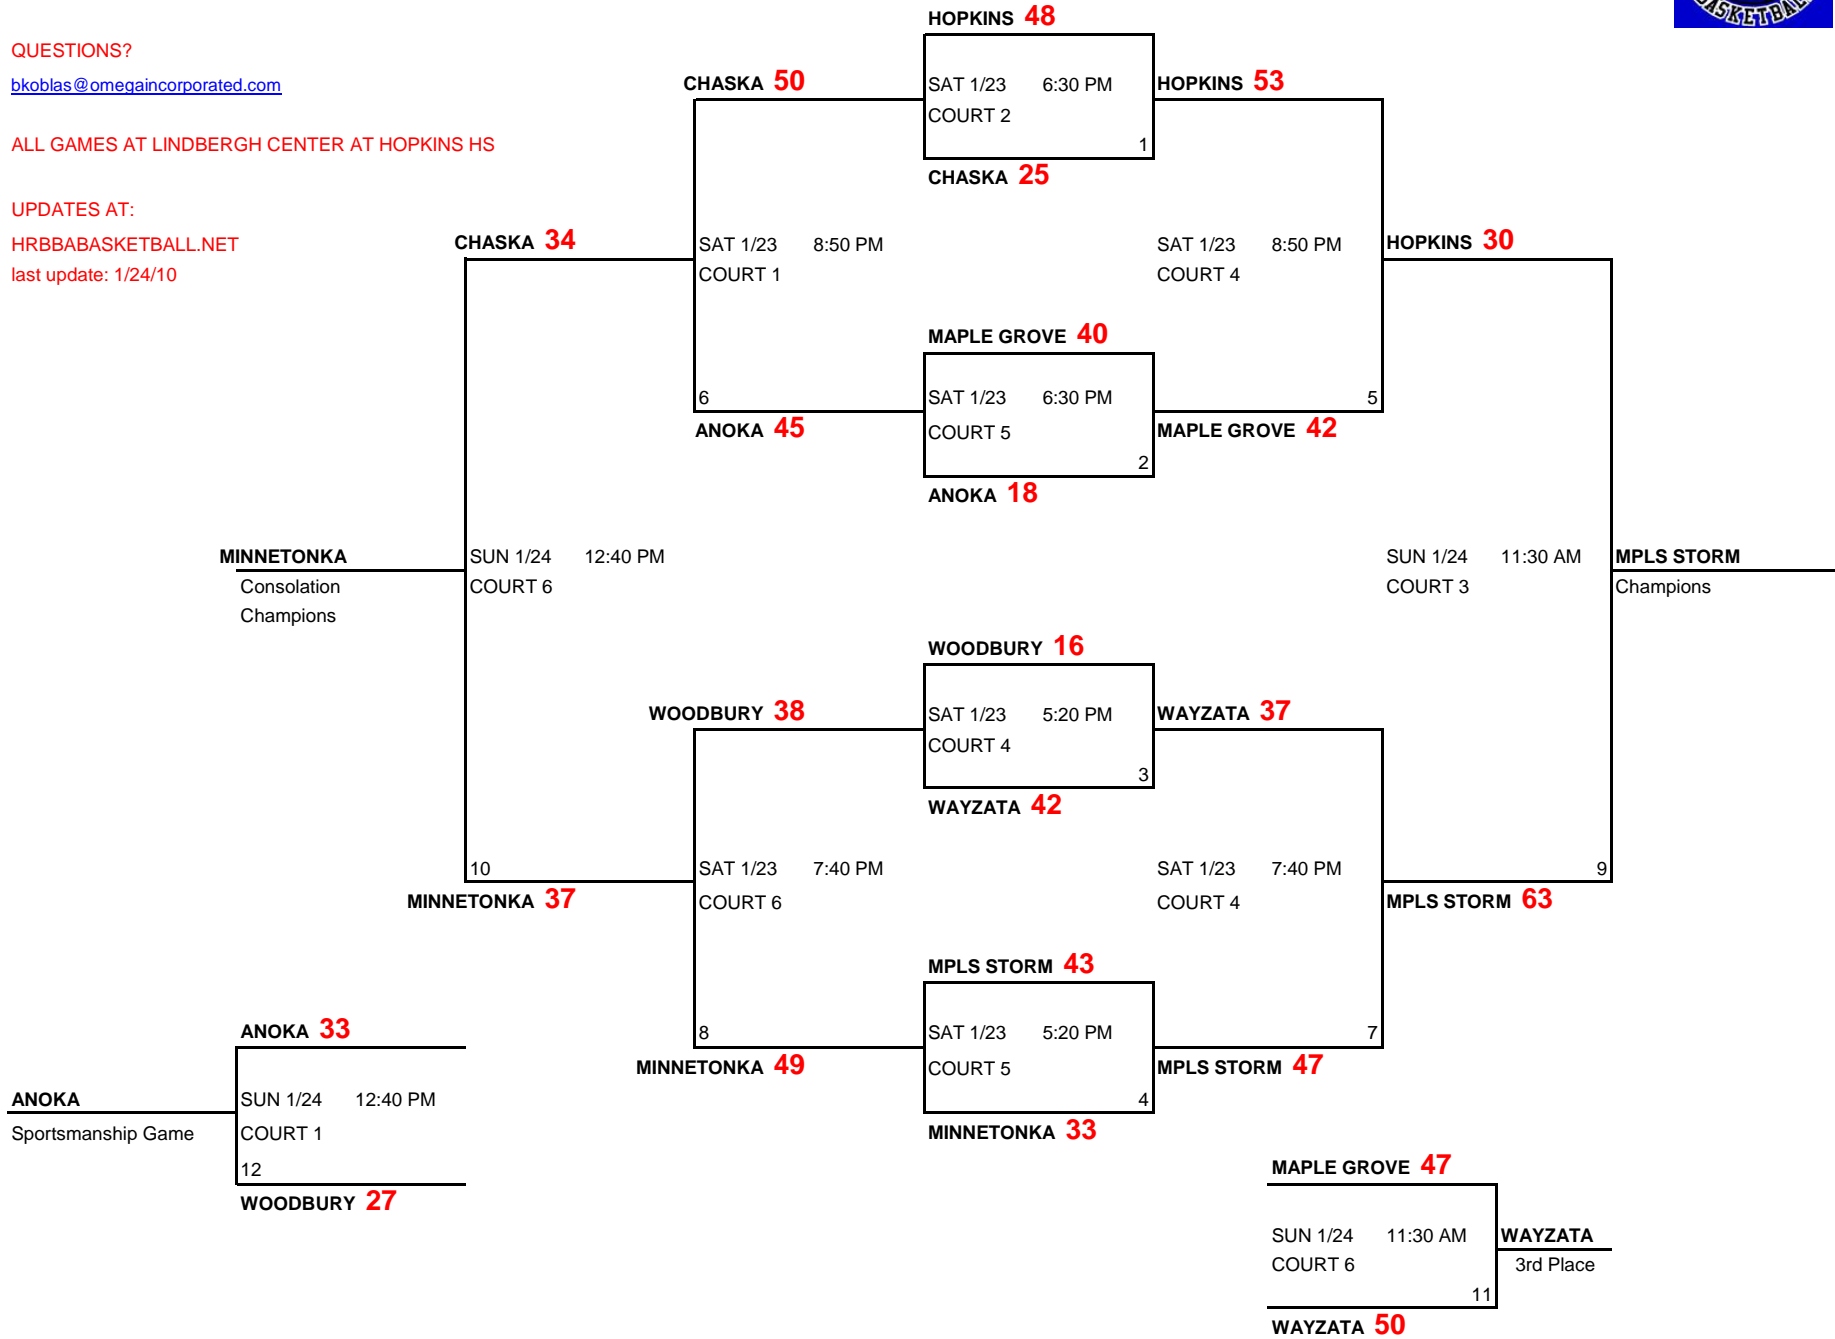 BASKETBALL
HOPKINS 48
QUESTIONS?
bkoblas@omegaincorporated.com
CHASKA 50
SAT 1/23 6:30 PM
HOPKINS 53
COURT 2
ALL GAMES AT LINDBERGH CENTER AT HOPKINS HS
1
CHASKA 25
UPDATES AT:
HRBBABASKETBALL.NET
CHASKA 34
SAT 1/23 8:50 PM
SAT 1/23 8:50 PM
HOPKINS 30
last update: 1/24/10
COURT 1
COURT 4
MAPLE GROVE 40
6
SAT 1/23 6:30 PM
5
ANOKA 45
COURT 5
MAPLE GROVE 42
2
ANOKA 18
MINNETONKA
SUN 1/24 12:40 PM
SUN 1/24 11:30 AM
MPLS STORM
Consolation
COURT 6
COURT 3
Champions
Champions
WOODBURY 16
WOODBURY 38
SAT 1/23 5:20 PM
WAYZATA 37
COURT 4
3
WAYZATA 42
10
SAT 1/23 7:40 PM
SAT 1/23 7:40 PM
9
MINNETONKA 37
COURT 6
COURT 4
MPLS STORM 63
MPLS STORM 43
ANOKA 33
8
SAT 1/23 5:20 PM
7
MINNETONKA 49
COURT 5
MPLS STORM 47
ANOKA
SUN 1/24 12:40 PM
4
Sportsmanship Game
COURT 1
MINNETONKA 33
12
MAPLE GROVE 47
WOODBURY 27
SUN 1/24 11:30 AM
WAYZATA
COURT 6
3rd Place
11
WAYZATA 50